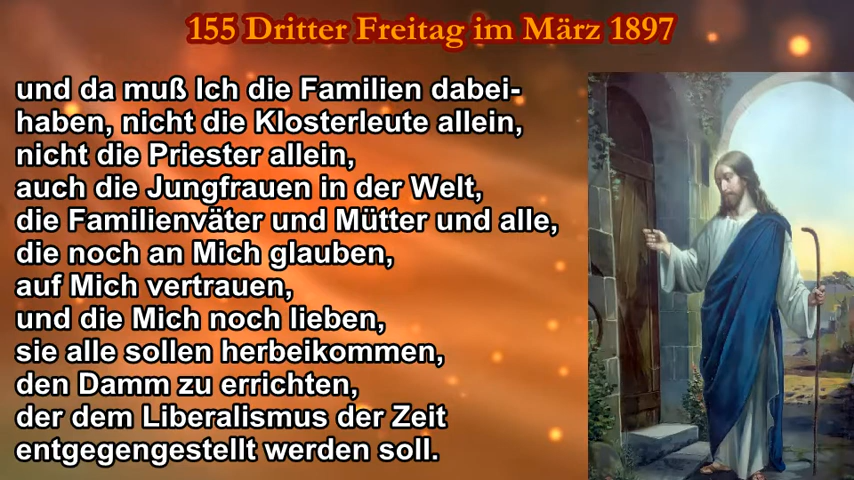 155 Dritter Freitag im März 1897
und da muß Ich die Familien dabei-
haben, nicht die Klosterleute allein,
nicht die Priester allein,
auch die Jungfrauen in der Welt,
die Familienväter und Mütter und alle,
die noch an Mich glauben,
auf Mich vertrauen,
und die Mich noch lieben,
sie alle sollen herbeikommen,
den Damm zu errichten,
der dem Liberalismus der Zeit
entgegengestellt werden soll.